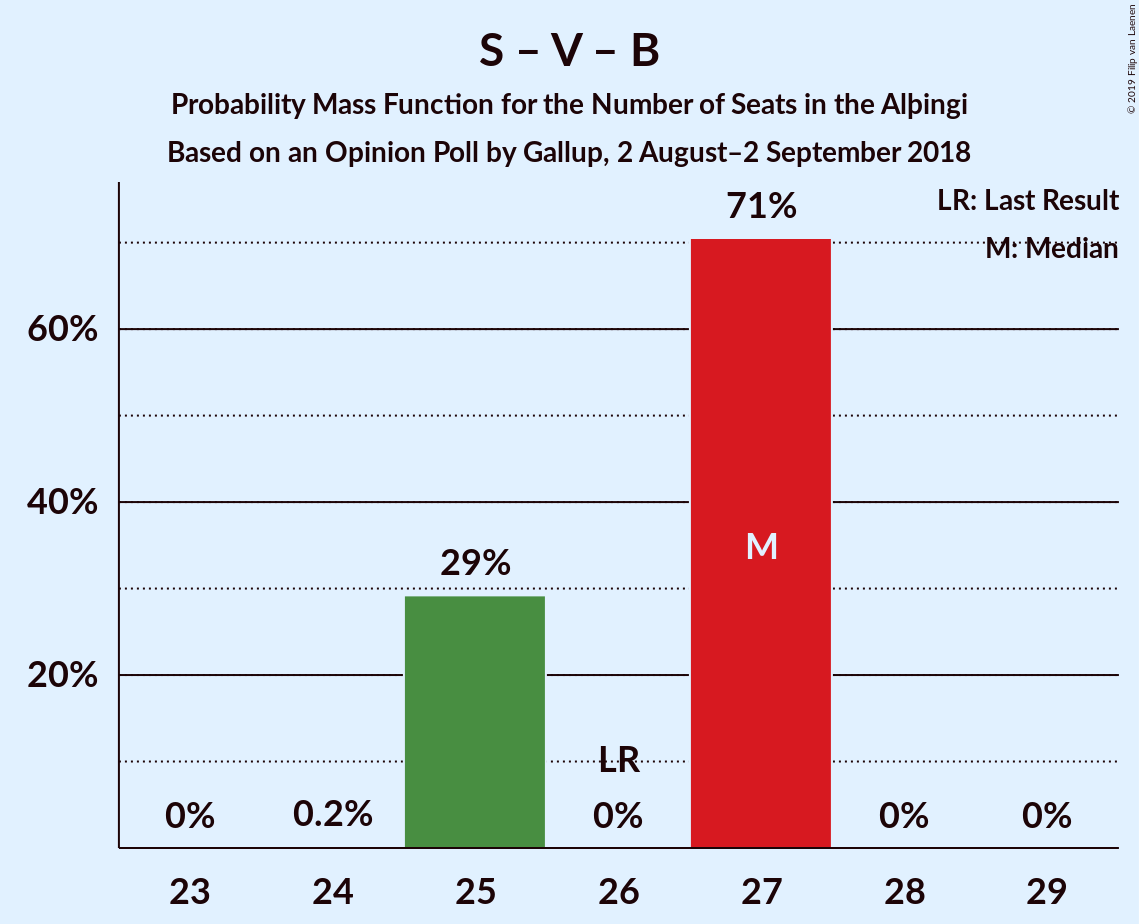 S – V – B
Probability Mass Function for the Number of Seats in the Alþingi
Based on an Opinion Poll by Gallup, 2 August–2 September 2018
© 2019 Filip van Laenen
LR: Last Result
M: Median
71%
60%
40%
29%
M
20%
LR
0%
0.2%
0%
0%
0%
23
24
25
26
27
28
29